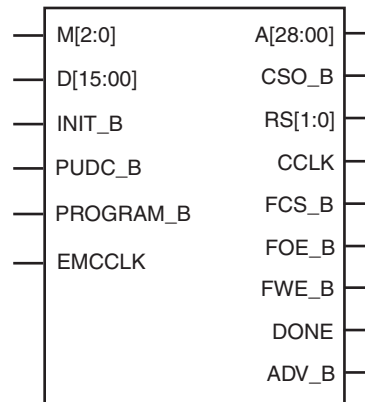 M[2:0]
D[15:00]
INIT_B
PUDC_B
PROGRAM_B
EMCCLK
A[28:00]
CSO_B
RS[1:0]
CCLK
FCS_B
FOE_B
FWE_B
DONE
ADV_B